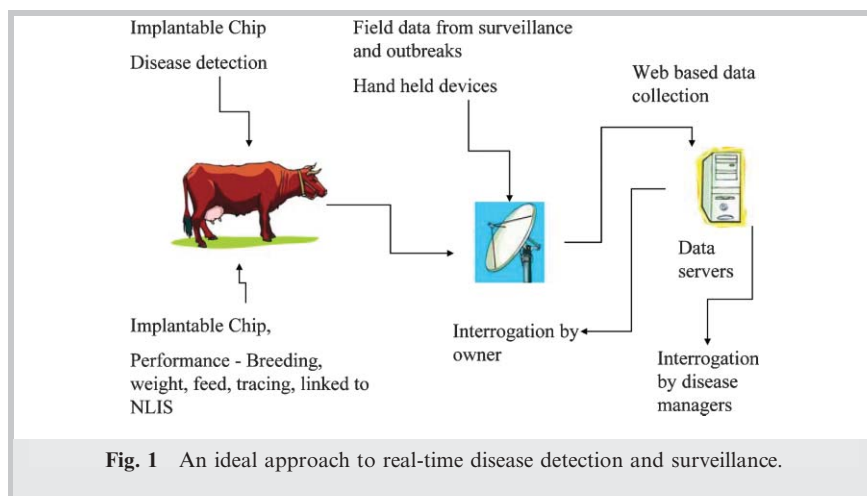 Implantable Chip
Disease detection
Field data from surveillance
and outbreaks
Hand held devices
Web based data
collection
Data
servers
Implantable Chip,
Performance - Breeding,
weight, feed, tracing, linked to
NLIS
Interrogation by
owner
Interrogation
by disease
managers
Fig. 1 An ideal approach to real-time disease detection and surveillance.